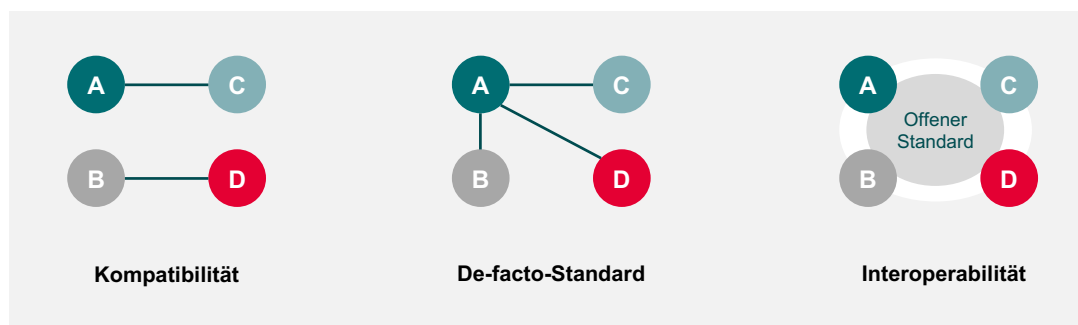 A
C
B
D
Kompatibilität
A
C
B
D
De-facto-Standard
A
C
Offener
Standard
B
D
Interoperabilität